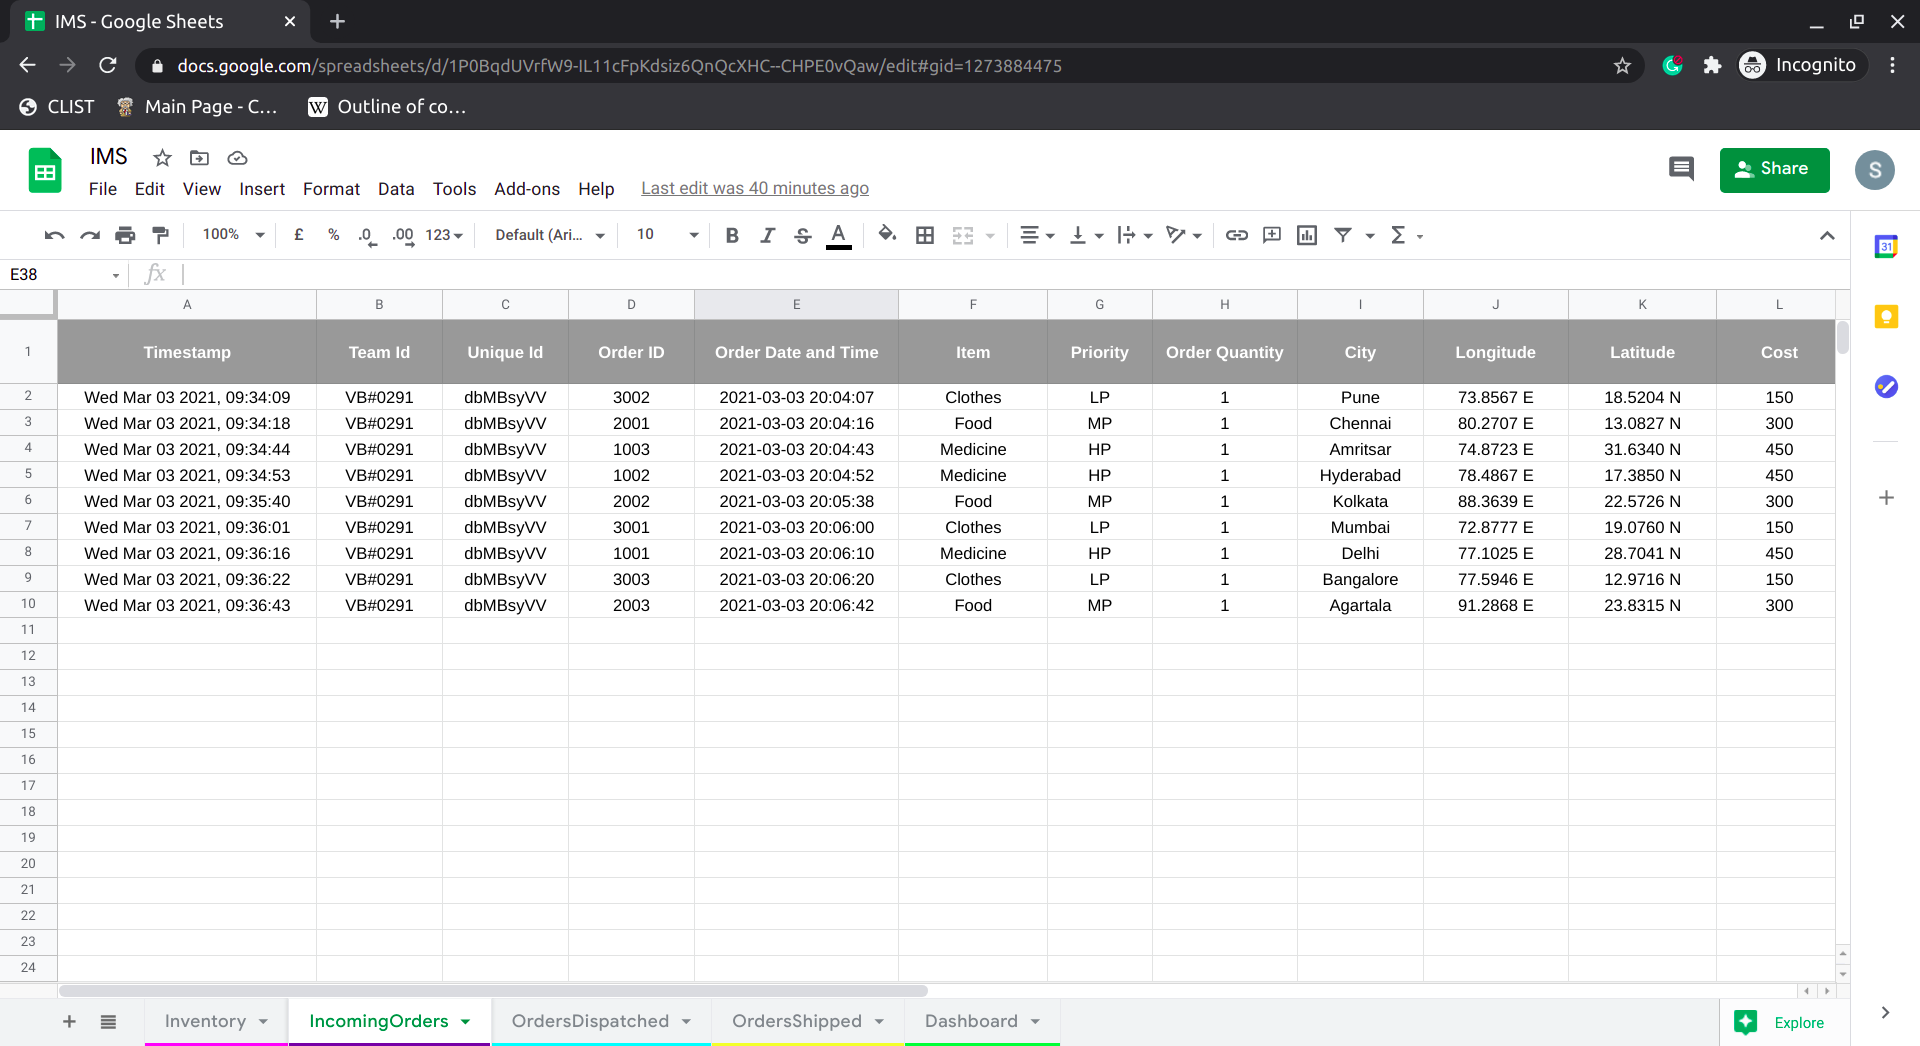 IMS - Google Sheets
docs.google.com/spreadsheets/d/1P0BqdUVrfW9-IL11cFpKdsiz6QnQcXHC--CHPE0vQaw/edit#gid=1273884475
Incognito
CLIST Main Page - C... W Outline of co...
IMS
File Edit View Insert Format Data Tools Add-ons Help Last edit was 40 minutes ago
Share
S
100% £ % .0 .00 123 Default (Ari... 10 B I S A Σ
31
E38 fx
A B C D E F G H I J K L
1 Timestamp Team Id Unique Id Order ID Order Date and Time Item Priority Order Quantity City Longitude Latitude Cost
2 Wed Mar 03 2021, 09:34:09 VB#0291 dbMBsyVV 3002 2021-03-03 20:04:07 Clothes LP 1 Pune 73.8567 E 18.5204 N 150
3 Wed Mar 03 2021, 09:34:18 VB#0291 dbMBsyVV 2001 2021-03-03 20:04:16 Food MP 1 Chennai 80.2707 E 13.0827 N 300
4 Wed Mar 03 2021, 09:34:44 VB#0291 dbMBsyVV 1003 2021-03-03 20:04:43 Medicine HP 1 Amritsar 74.8723 E 31.6340 N 450
5 Wed Mar 03 2021, 09:34:53 VB#0291 dbMBsyVV 1002 2021-03-03 20:04:52 Medicine HP 1 Hyderabad 78.4867 E 17.3850 N 450
6 Wed Mar 03 2021, 09:35:40 VB#0291 dbMBsyVV 2002 2021-03-03 20:05:38 Food MP 1 Kolkata 88.3639 E 22.5726 N 300
7 Wed Mar 03 2021, 09:36:01 VB#0291 dbMBsyVV 3001 2021-03-03 20:06:00 Clothes LP 1 Mumbai 72.8777 E 19.0760 N 150
8 Wed Mar 03 2021, 09:36:16 VB#0291 dbMBsyVV 1001 2021-03-03 20:06:10 Medicine HP 1 Delhi 77.1025 E 28.7041 N 450
9 Wed Mar 03 2021, 09:36:22 VB#0291 dbMBsyVV 3003 2021-03-03 20:06:20 Clothes LP 1 Bangalore 77.5946 E 12.9716 N 150
10 Wed Mar 03 2021, 09:36:43 VB#0291 dbMBsyVV 2003 2021-03-03 20:06:42 Food MP 1 Agartala 91.2868 E 23.8315 N 300
11
12
13
14
15
16
17
18
19
20
21
22
23
24
Inventory IncomingOrders OrdersDispatched OrdersShipped Dashboard Explore